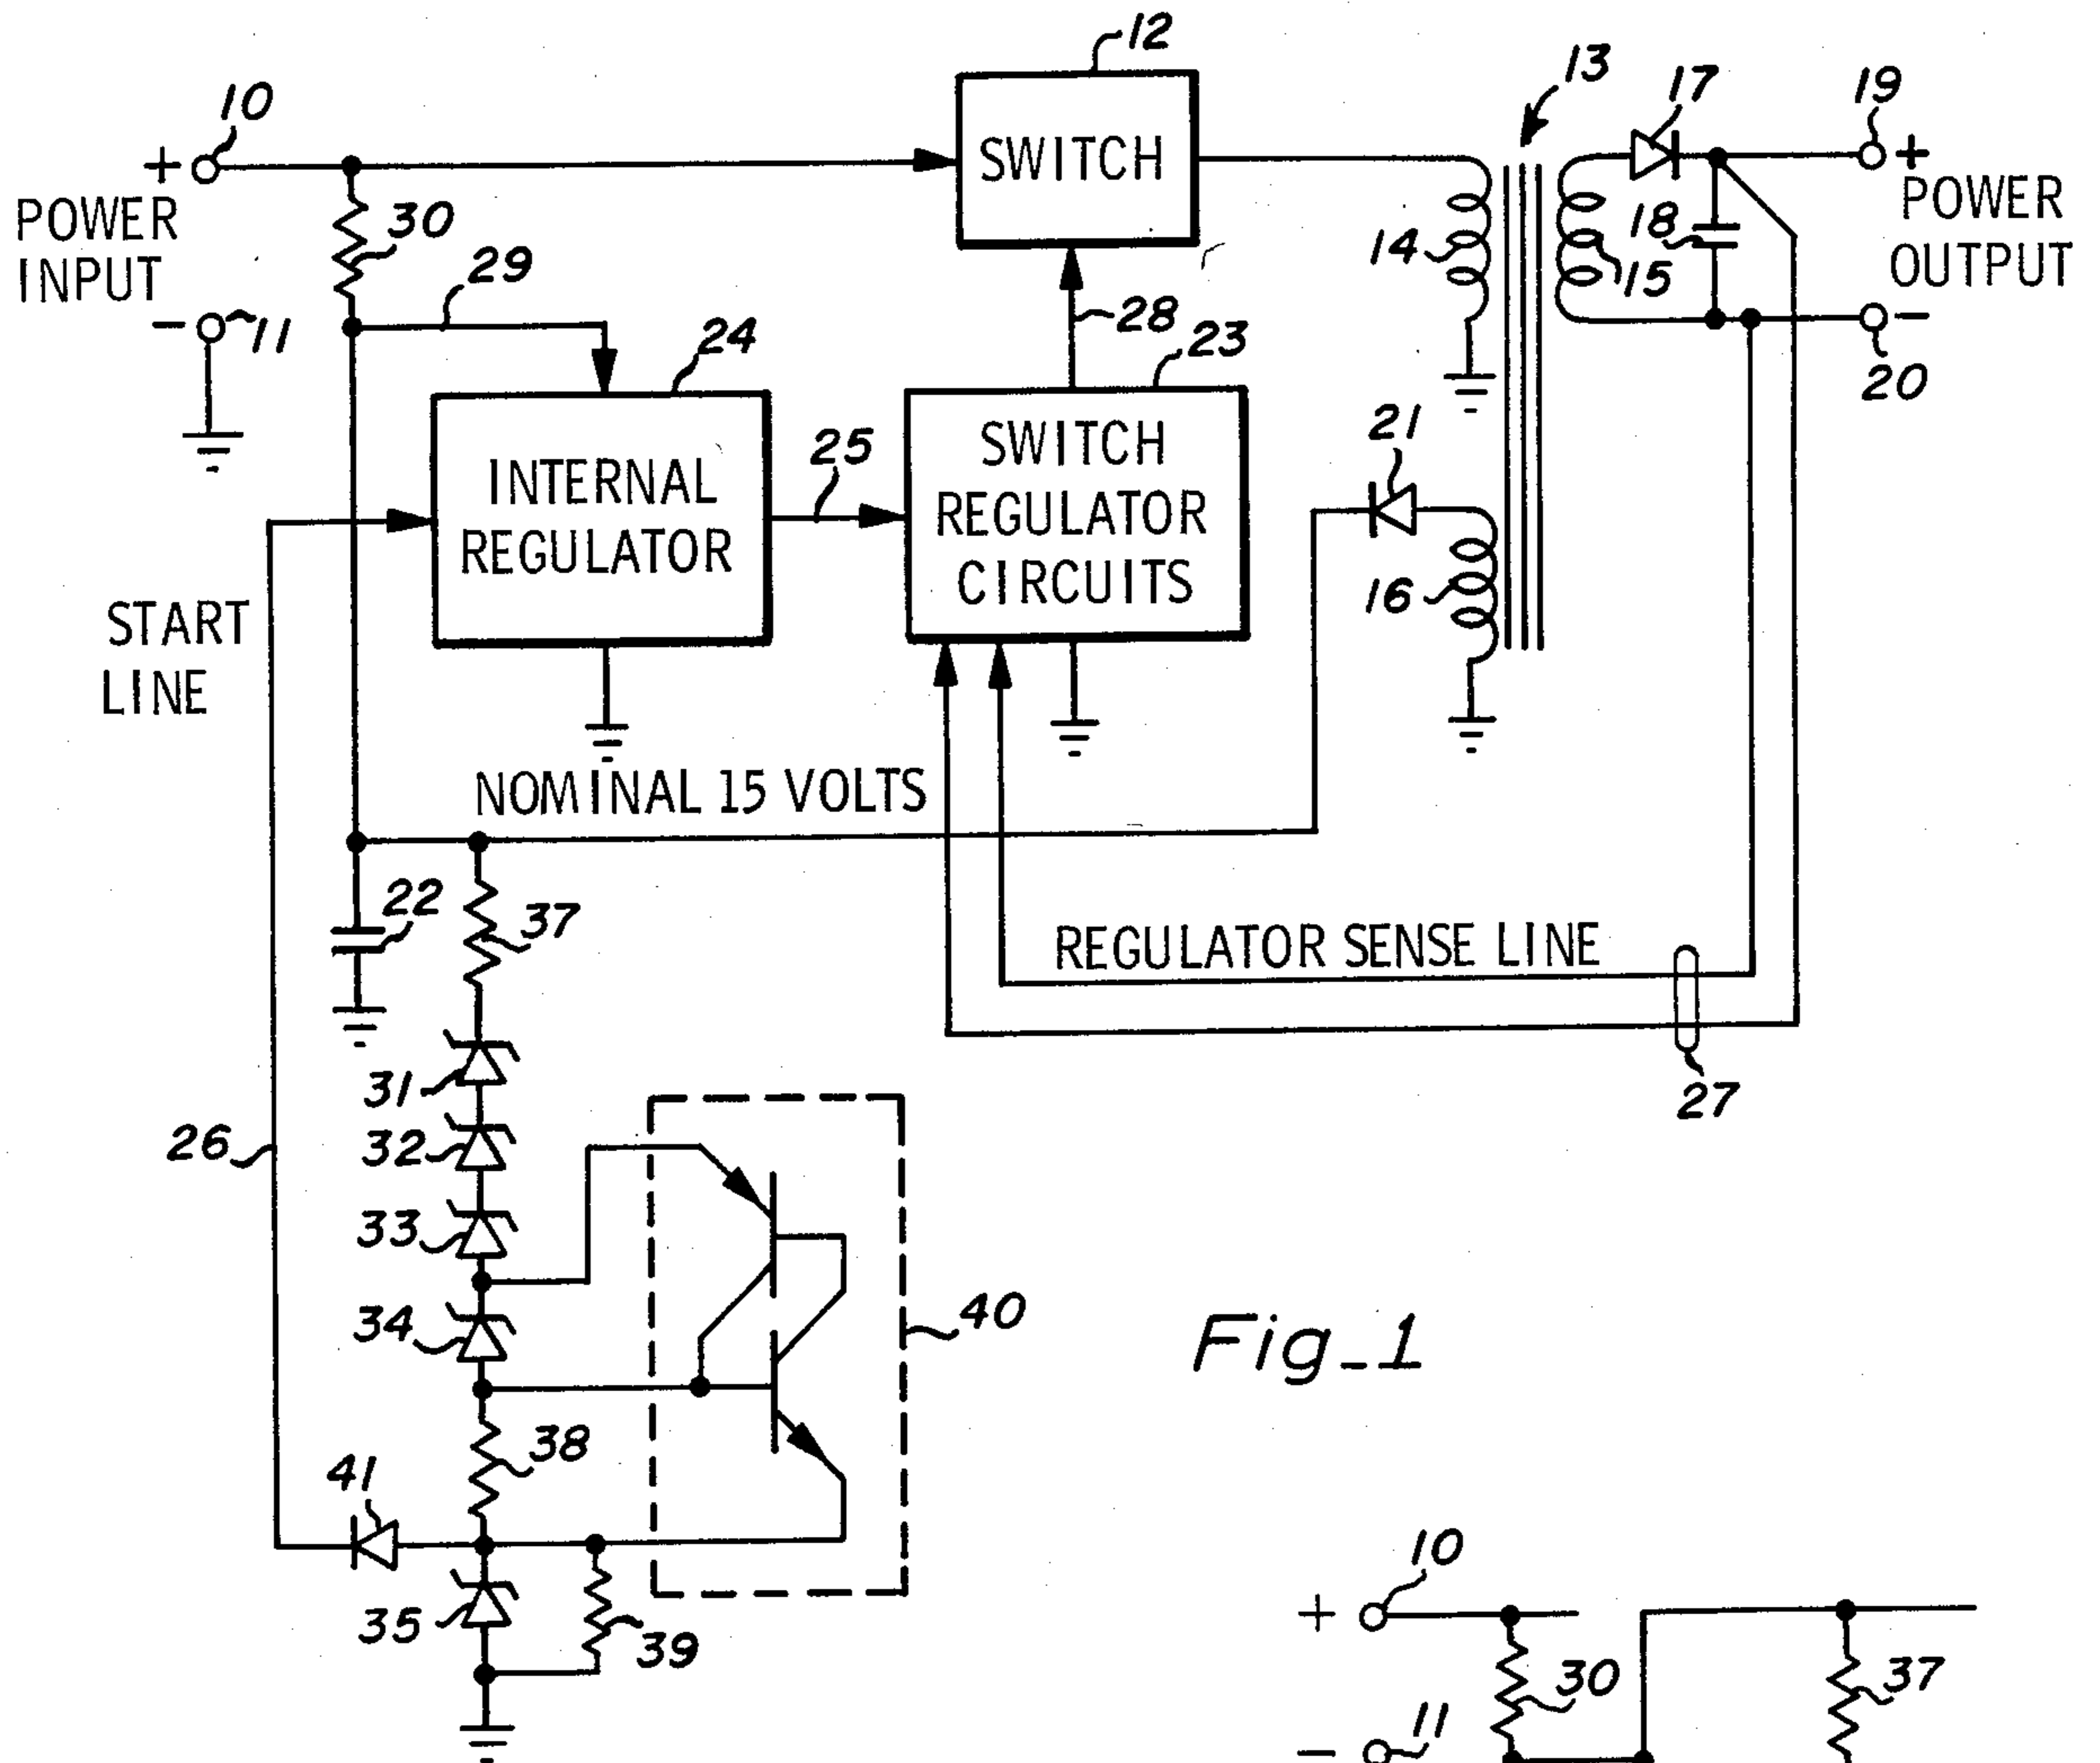 12
13
17
19
10
+
SWITCH
+
POWER
INPUT
30
14
18
15
POWER
OUTPUT
29
- 11
28
-
24
23
20
21
25
INTERNAL
REGULATOR
SWITCH
REGULATOR
CIRCUITS
16
START
LINE
NOMINAL 15 VOLTS
22
37
REGULATOR SENSE LINE
31
27
26
32
33
34
40
Fig_1
38
41
10
35
39
+
30
37
11
-